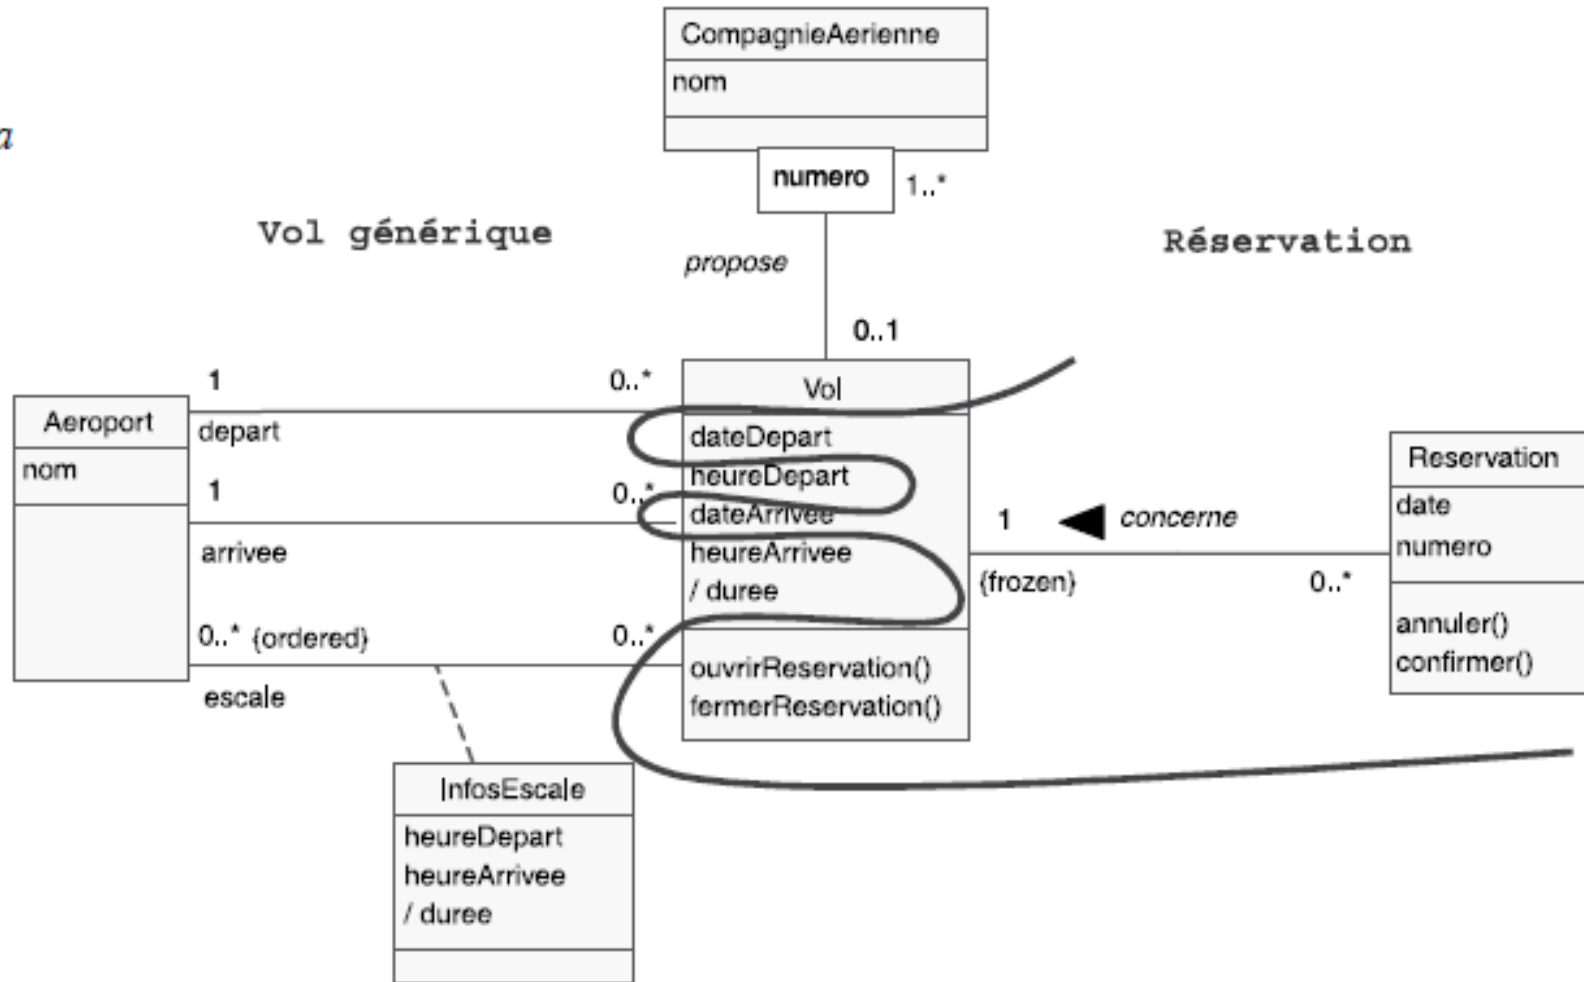 CompagnieAerienne
nom
a
numero
1..*
Vol générique
Réservation
propose
0..1
1
0..*
Vol
Aeroport
depart
dateDepart
nom
heureDepart
Reservation
1
0..*
dateArrivee
date
1
concerne
numero
arrivee
heureArrivee
/ duree
{frozen}
0..*
0..* {ordered}
0..*
annuler()
escale
ouvrirReservation()
confirmer()
fermerReservation()
InfosEscale
heureDepart
heureArrivee
/ duree